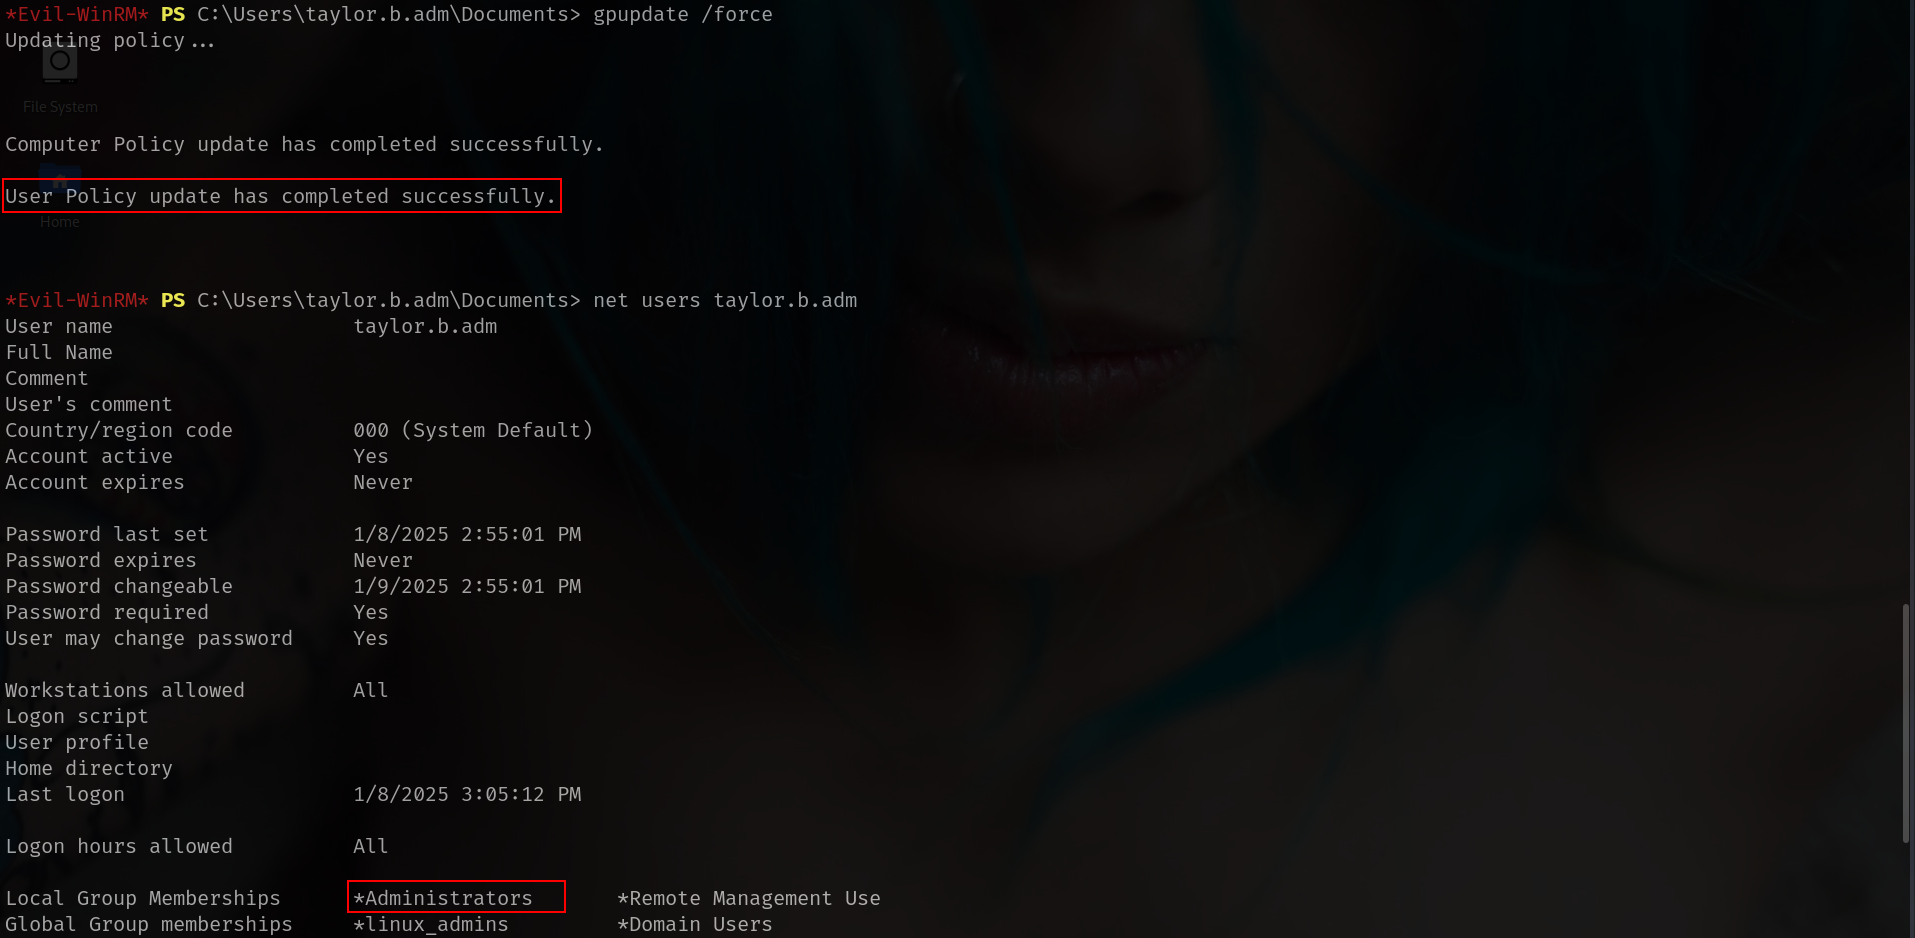 *Evil-WinRM* PS C:\Users\taylor.b.adm\Documents> gpupdate /force
Updating policy...
File System
Computer Policy update has completed successfully.
User Policy update has completed successfully.
Home
*Evil-WinRM* PS C:\Users\taylor.b.adm\Documents> net users taylor.b.adm
User name                    taylor.b.adm
Full Name
Comment
User's comment
Country/region code          000 (System Default)
Account active               Yes
Account expires              Never
Password last set            1/8/2025 2:55:01 PM
Password expires             Never
Password changeable          1/9/2025 2:55:01 PM
Password required            Yes
User may change password     Yes
Workstations allowed         All
Logon script
User profile
Home directory
Last logon                   1/8/2025 3:05:12 PM
Logon hours allowed          All
Local Group Memberships      *Administrators       *Remote Management Use
Global Group memberships     *linux_admins         *Domain Users